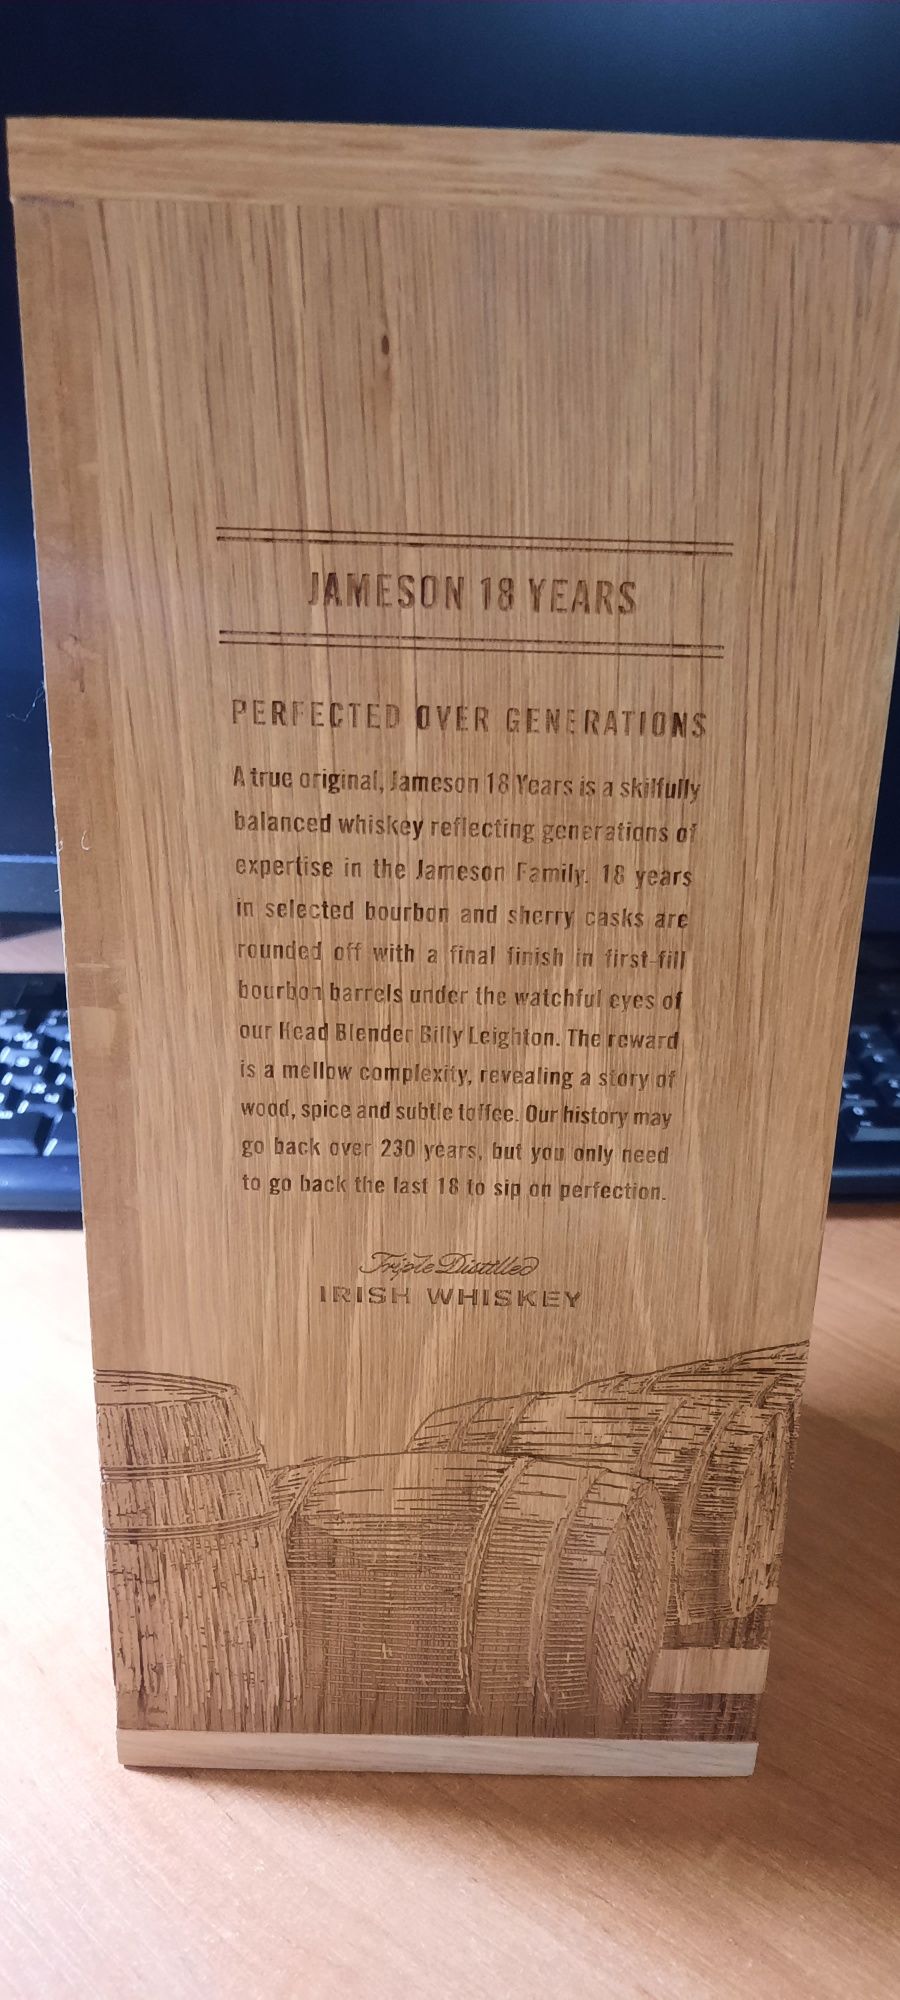 JAMESON 18 YEARS
PERFECTED OVER GENERATIONS
A true original, Jameson 18 Years is a skilfully
balanced whiskey reflecting generations of
expertise in the Jameson Family. 18 years
in selected bourbon and sherry casks are
rounded off with a final finish in first-fill
bourbon barrels under the watchful eyes of
our Head Blender Billy Leighton. The reward
is a mellow complexity, revealing a story of
wood, spice and subtle toffee. Our history may
go back over 230 years, but you only need
to go back the last 18 to sip on perfection.
Triple Distilled
IRISH WHISKEY